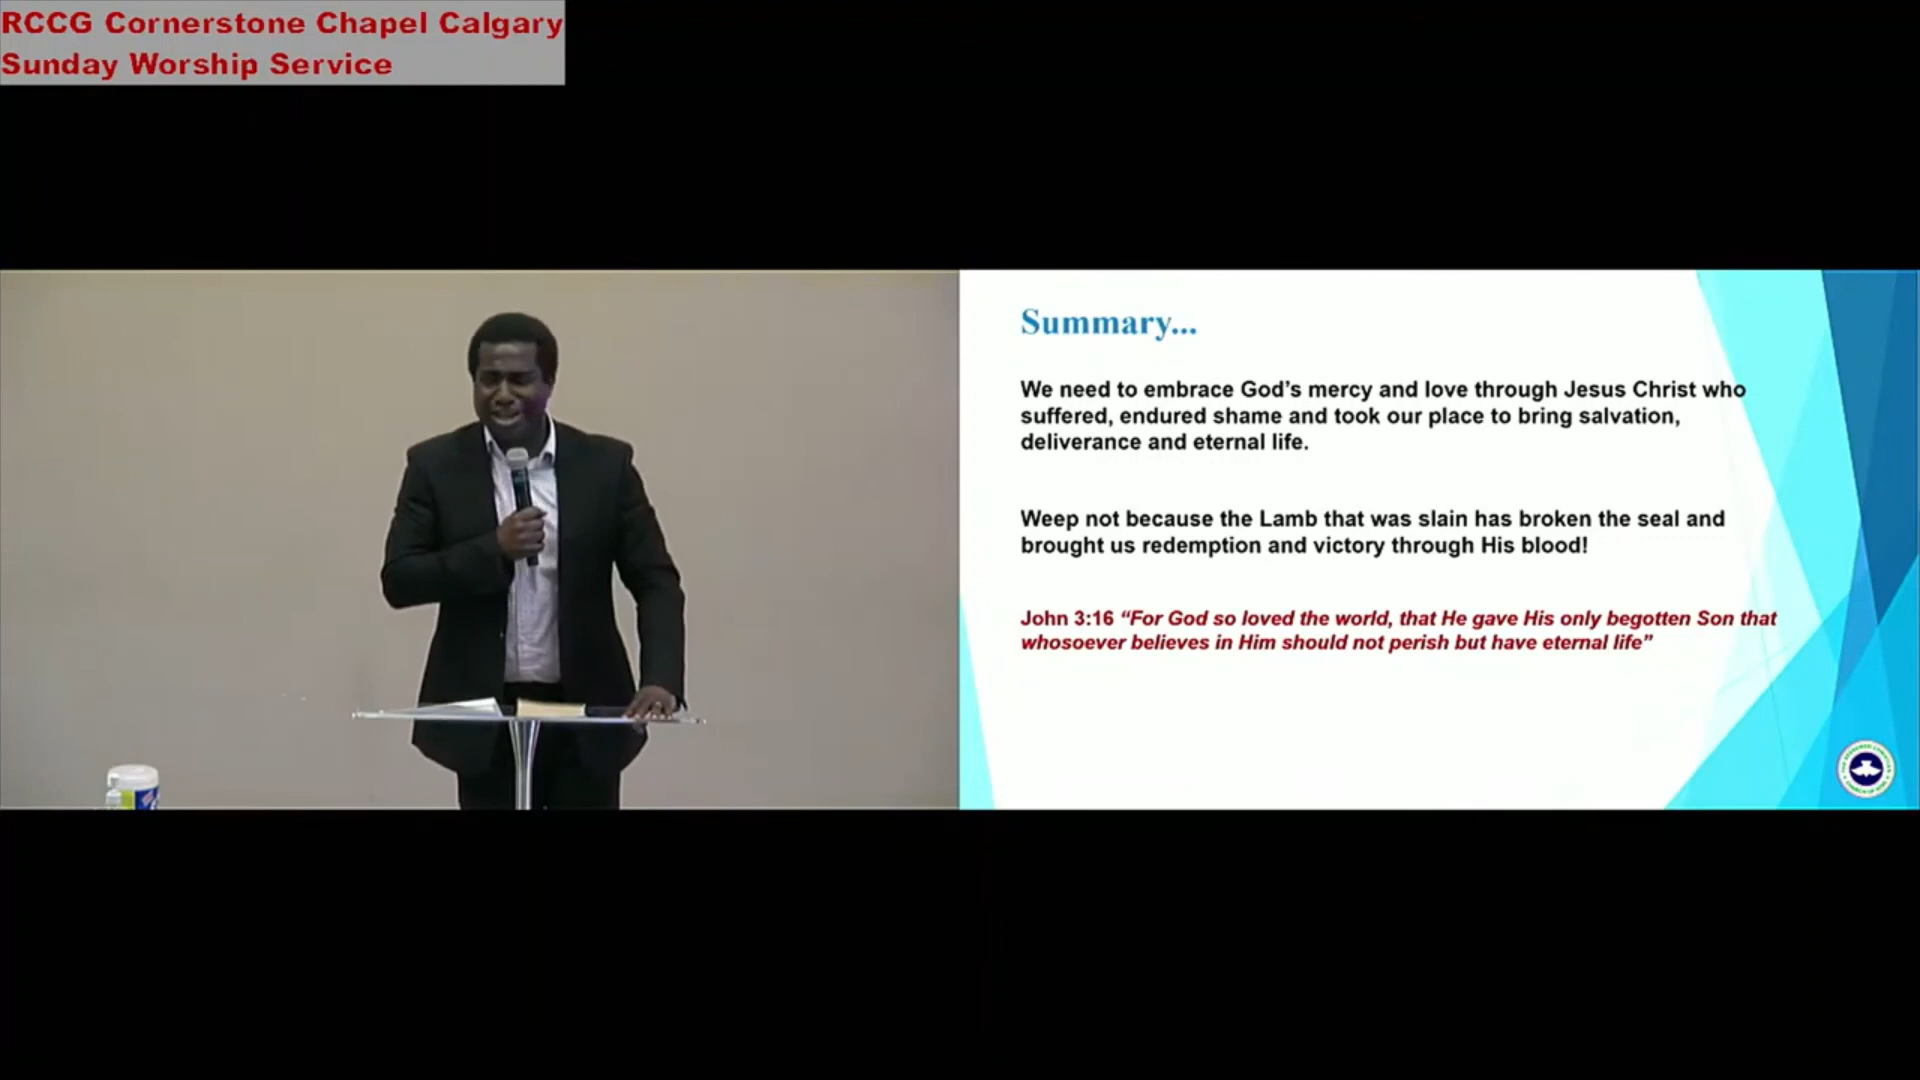 RCCG Cornerstone Chapel Calgary
Sunday Worship Service
Summary...
We need to embrace God's mercy and love through Jesus Christ who
suffered, endured shame and took our place to bring salvation,
deliverance and eternal life.
Weep not because the Lamb that was slain has broken the seal and
brought us redemption and victory through His blood!
John 3:16 “For God so loved the world, that He gave His only begotten Son that
whosoever believes in Him should not perish but have eternal life”